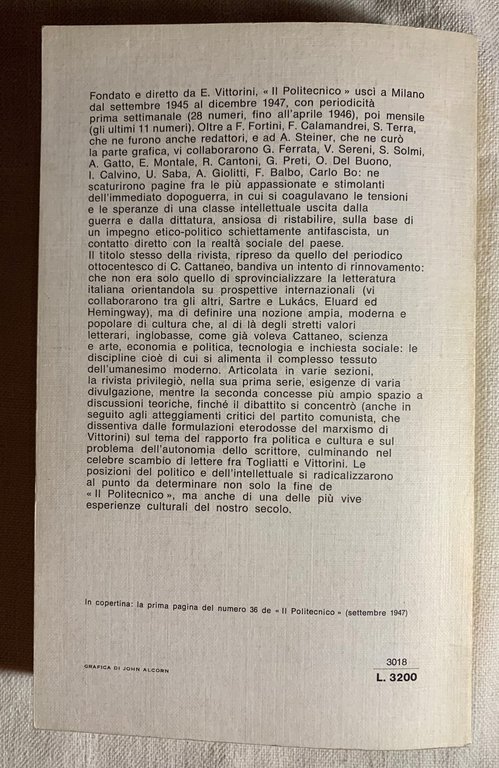 Fondato e diretto da E. Vittorini, « Il Politecnico » uscì a Milano
dal settembre 1945 al dicembre 1947, con periodicità
prima settimanale (28 numeri, fino all'aprile 1946), poi mensile
(gli ultimi 11 numeri). Oltre a F. Fortini, F. Calamandrei, S. Terra,
che ne furono anche redattori, e ad A. Steiner, che ne curò
la parte grafica, vi collaborarono G. Ferrata, V. Sereni, S. Solmi,
A. Gatto, E. Montale, R. Cantoni, G. Preti, O. Del Buono,
I. Calvino, U. Saba, A. Giolitti, F. Balbo, Carlo Bo: ne
scaturirono pagine fra le più appassionate e stimolanti
dell'immediato dopoguerra, in cui si coagulavano le tensioni
e le speranze di una classe intellettuale uscita dalla
guerra e dalla dittatura, ansiosa di ristabilire, sulla base di
un impegno etico-politico schiettamente antifascista, un
contatto diretto con la realtà sociale del paese.
Il titolo stesso della rivista, ripreso da quello del periodico
ottocentesco di C. Cattaneo, bandiva un intento di rinnovamento:
che non era solo quello di sprovincializzare la letteratura
italiana orientandola su prospettive internazionali (vi
collaborarono tra gli altri, Sartre e Lukács, Eluard ed
Hemingway), ma di definire una nozione ampia, moderna e
popolare di cultura che, al di là degli stretti valori
letterari, inglobasse, come già voleva Cattaneo, scienza
e arte, economia e politica, tecnologia e inchiesta sociale: le
discipline cioè di cui si alimenta il complesso tessuto
dell'umanesimo moderno. Articolata in varie sezioni,
la rivista privilegiò, nella sua prima serie, esigenze di varia
divulgazione, mentre la seconda concesse più ampio spazio a
discussioni teoriche, finché il dibattito si concentrò (anche in
seguito agli atteggiamenti critici del partito comunista, che
dissentiva dalle formulazioni eterodosse del marxismo di
Vittorini) sul tema del rapporto fra politica e cultura e sul
problema dell'autonomia dello scrittore, culminando nel
celebre scambio di lettere fra Togliatti e Vittorini. Le
posizioni del politico e dell'intellettuale si radicalizzarono
al punto da determinare non solo la fine de
« Il Politecnico », ma anche di una delle più vive
esperienze culturali del nostro secolo.
In copertina: la prima pagina del numero 36 de « Il Politecnico » (settembre 1947)
GRAFICA DI JOHN ALCORN
3018
L. 3200